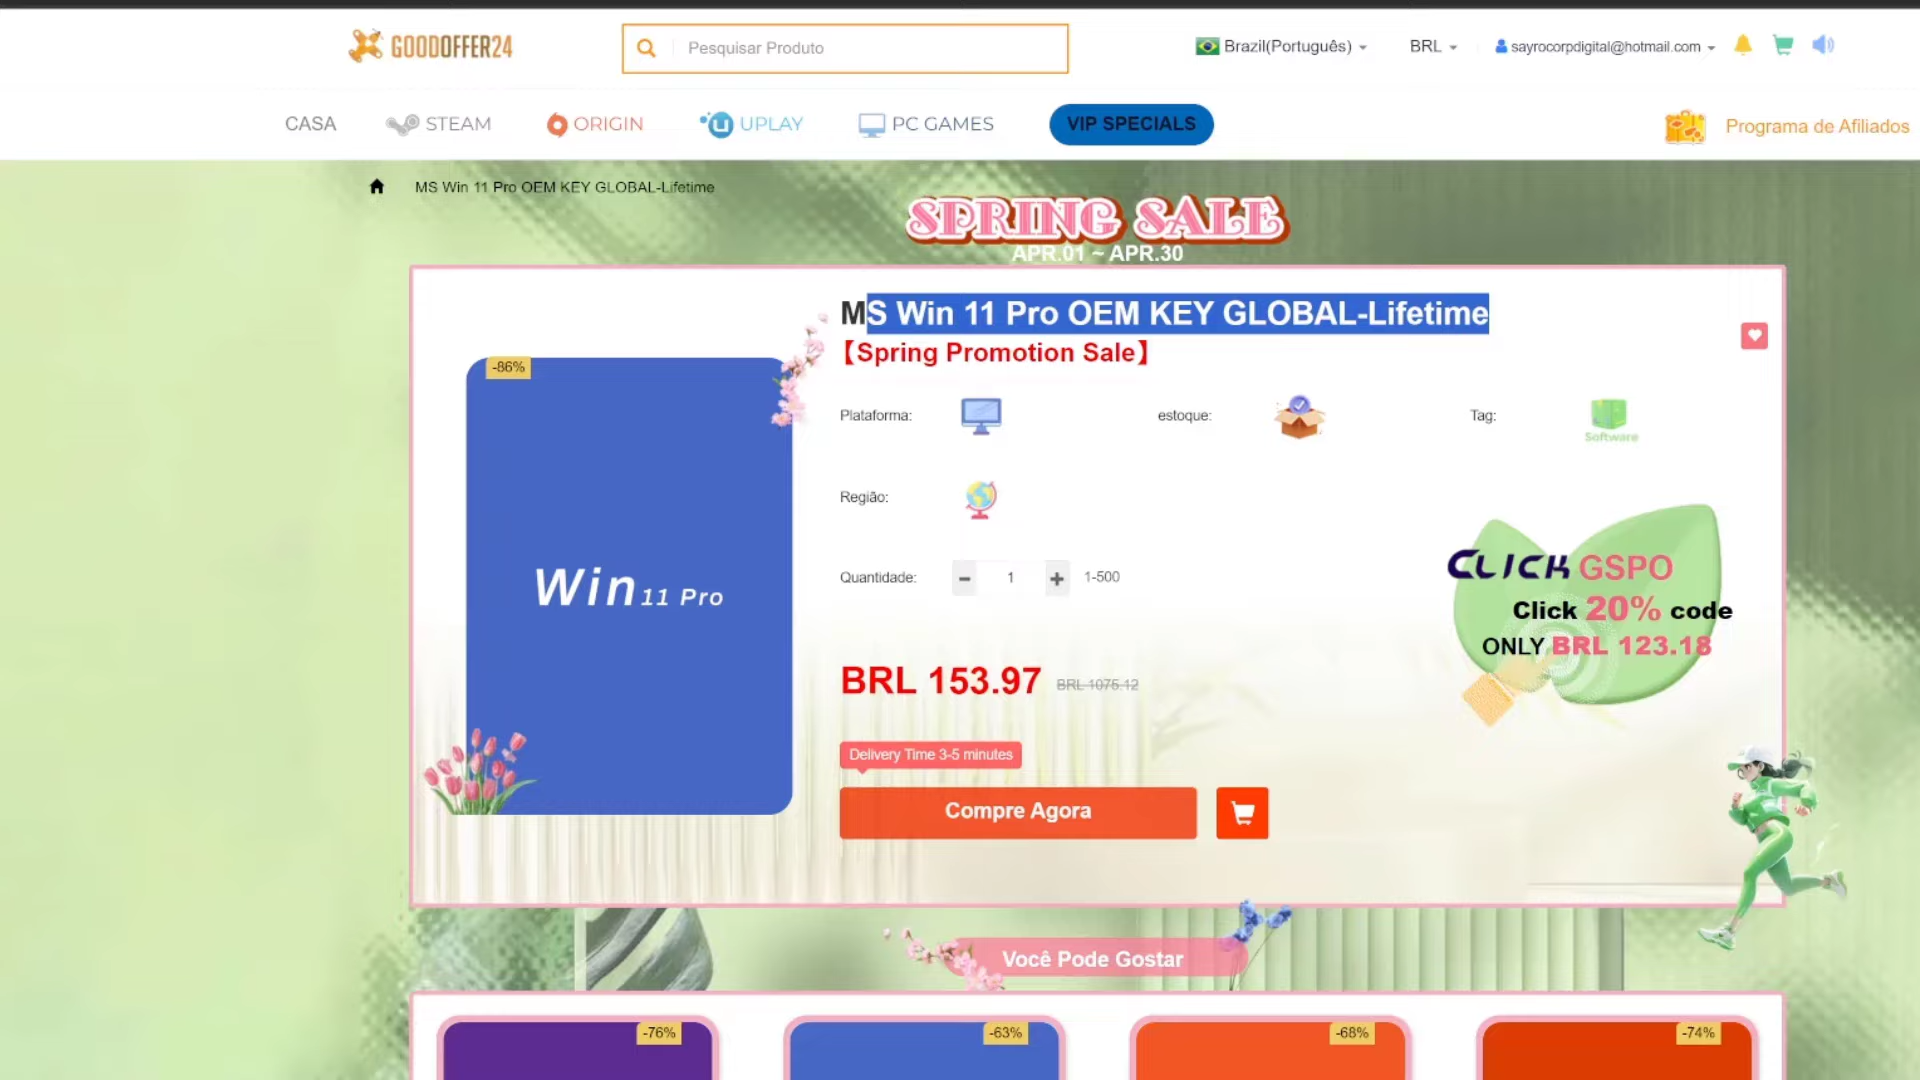 GOODOFFER24
Pesquisar Produto
Brazil(Português)
BRL
sayrocorpdigital@hotmail.com
CASA
STEAM
ORIGIN
UPLAY
PC GAMES
VIP SPECIALS
Programa de Afiliados
MS Win 11 Pro OEM KEY GLOBAL-Lifetime
SPRING SALE
APR.01 ~ APR.30
MS Win 11 Pro OEM KEY GLOBAL-Lifetime
【Spring Promotion Sale】
-86%
Win 11 Pro
Plataforma:
estoque:
Tag:
Software
Região:
Quantidade:
- 1 + 1-500
CLICK GSPO
Click 20% code
ONLY BRL 123.18
BRL 153.97 BRL 1075.12
Delivery Time 3-5 minutes
Compre Agora
Você Pode Gostar
-76%
-63%
-68%
-74%